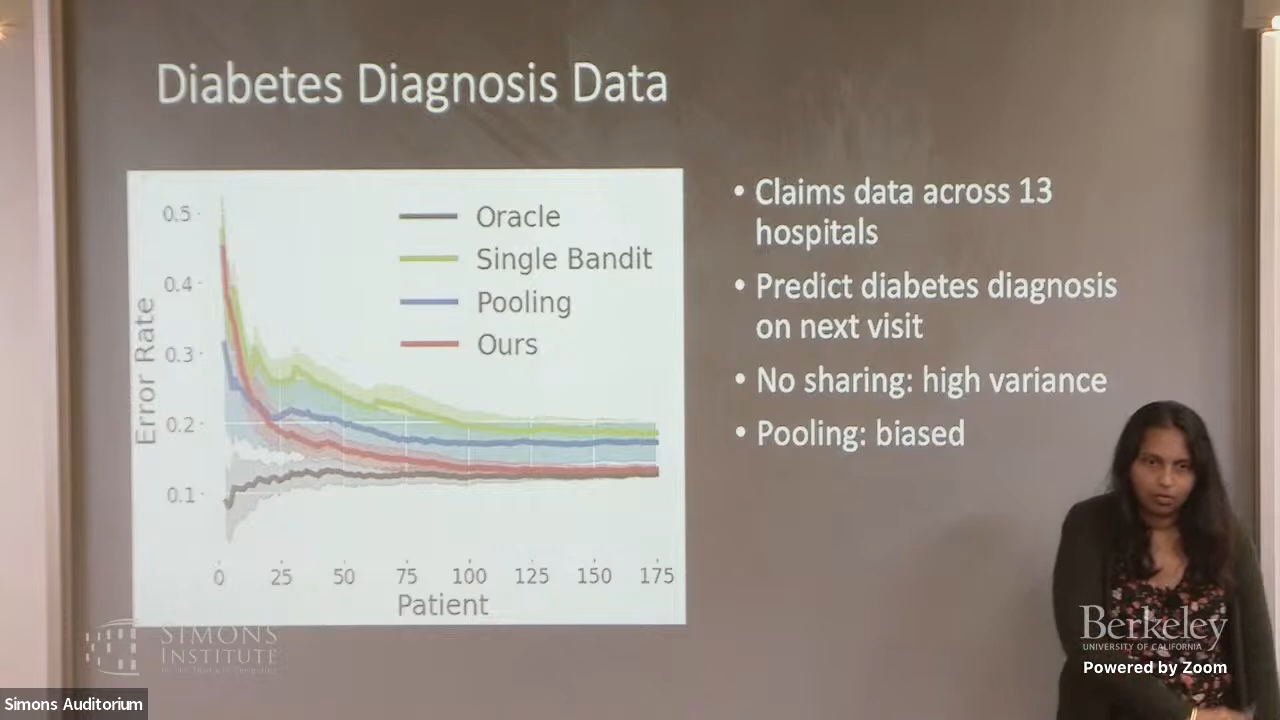 Diabetes Diagnosis Data
0.5
0.4
0.3
0.2
0.1
Error Rate
Oracle
Single Bandit
Pooling
Ours
0 25 50 75 100 125 150 175
Patient
• Claims data across 13
hospitals
• Predict diabetes diagnosis
on next visit
• No sharing: high variance
• Pooling: biased
SIMONS
INSTITUTE
Berkeley
UNIVERSITY OF CALIFORNIA
Powered by Zoom
Simons Auditorium